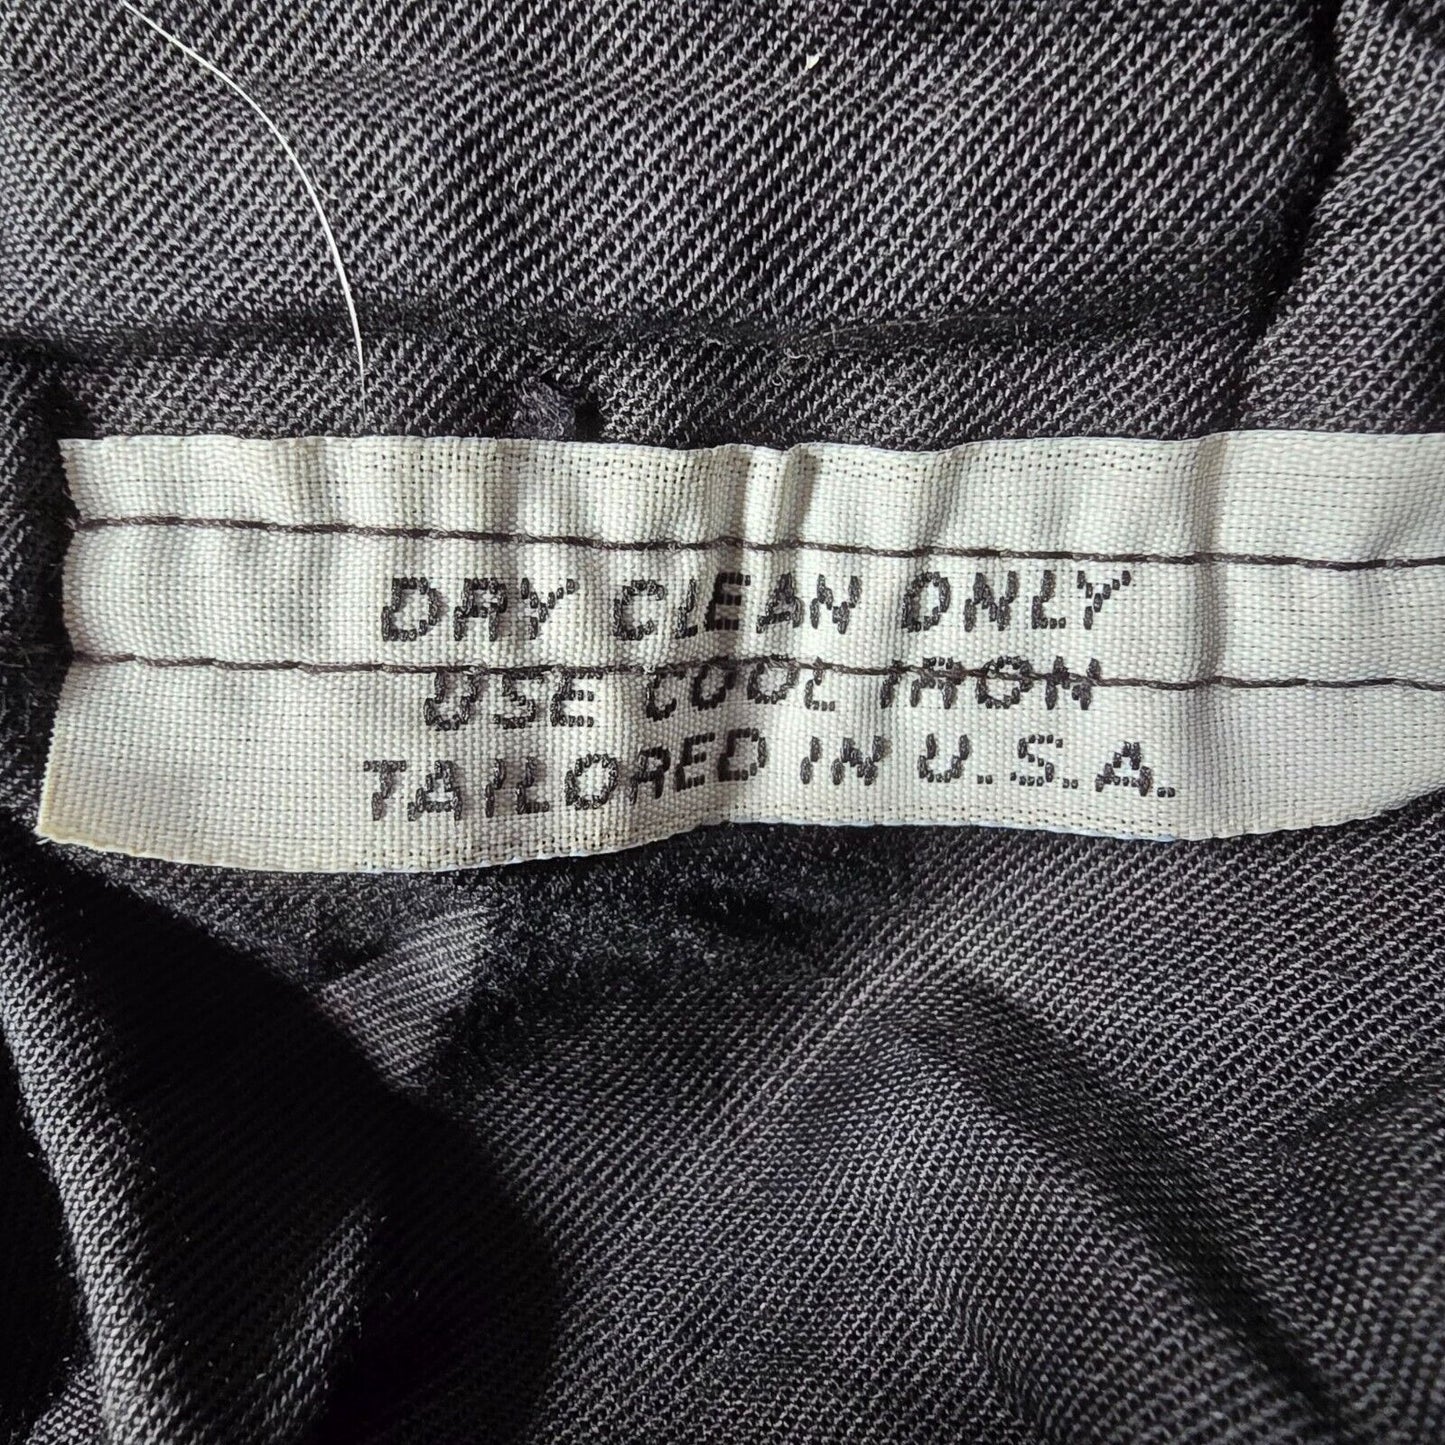 DRY CLEAN ONLY
USE COOL IRON
TAILORED IN U.S.A.